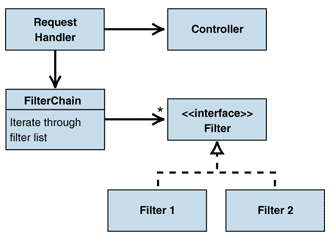 Request
Handler
Controller
FilterChain
Iterate through
filter list
*
<<interface>>
Filter
Filter 1
Filter 2